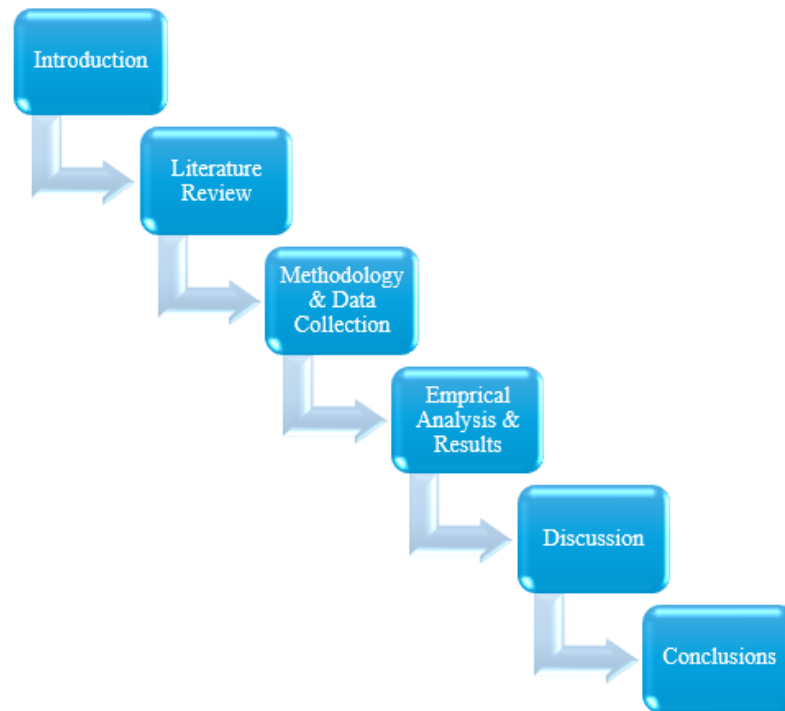 Introduction
Literature
Review
Methodology
& Data
Collection
Emprical
Analysis &
Results
Discussion
Conclusions